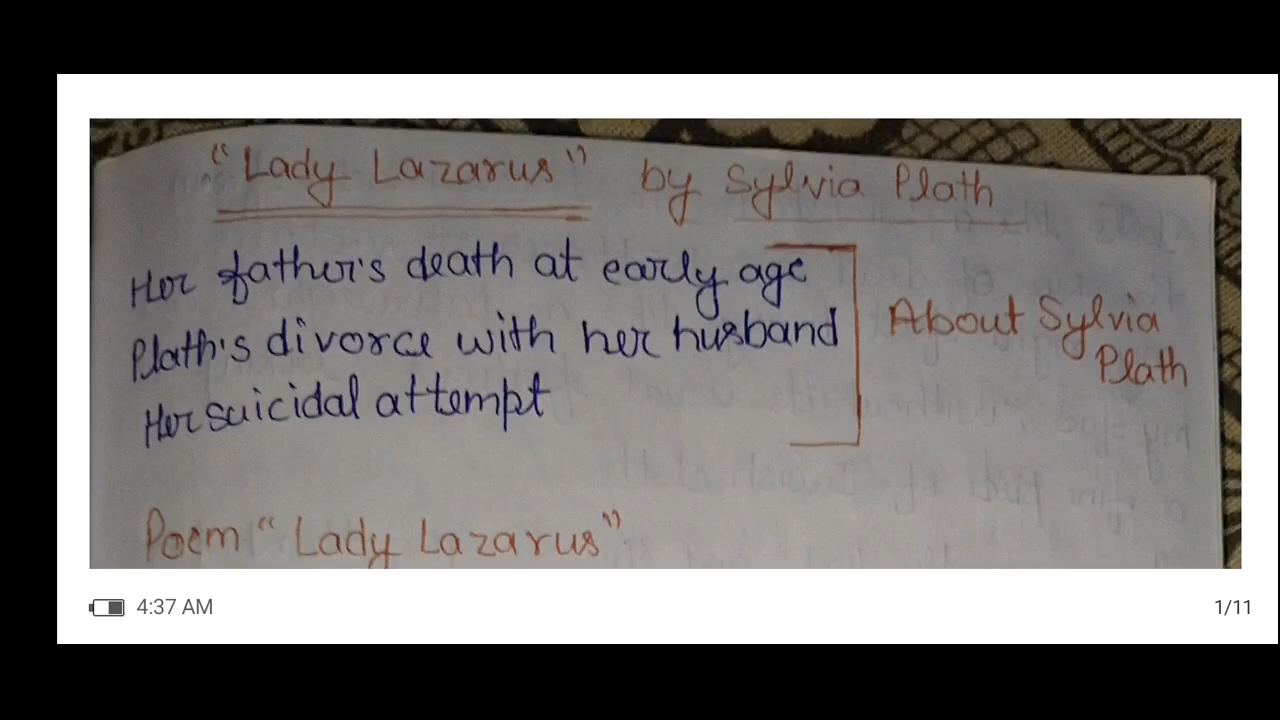 "Lady Lazarus" by Sylvia Plath
Her father's death at early age
Plath's divorce with her husband
Her suicidal attempt
About Sylvia
Plath
Poem "Lady Lazarus"
4:37 AM
1/11